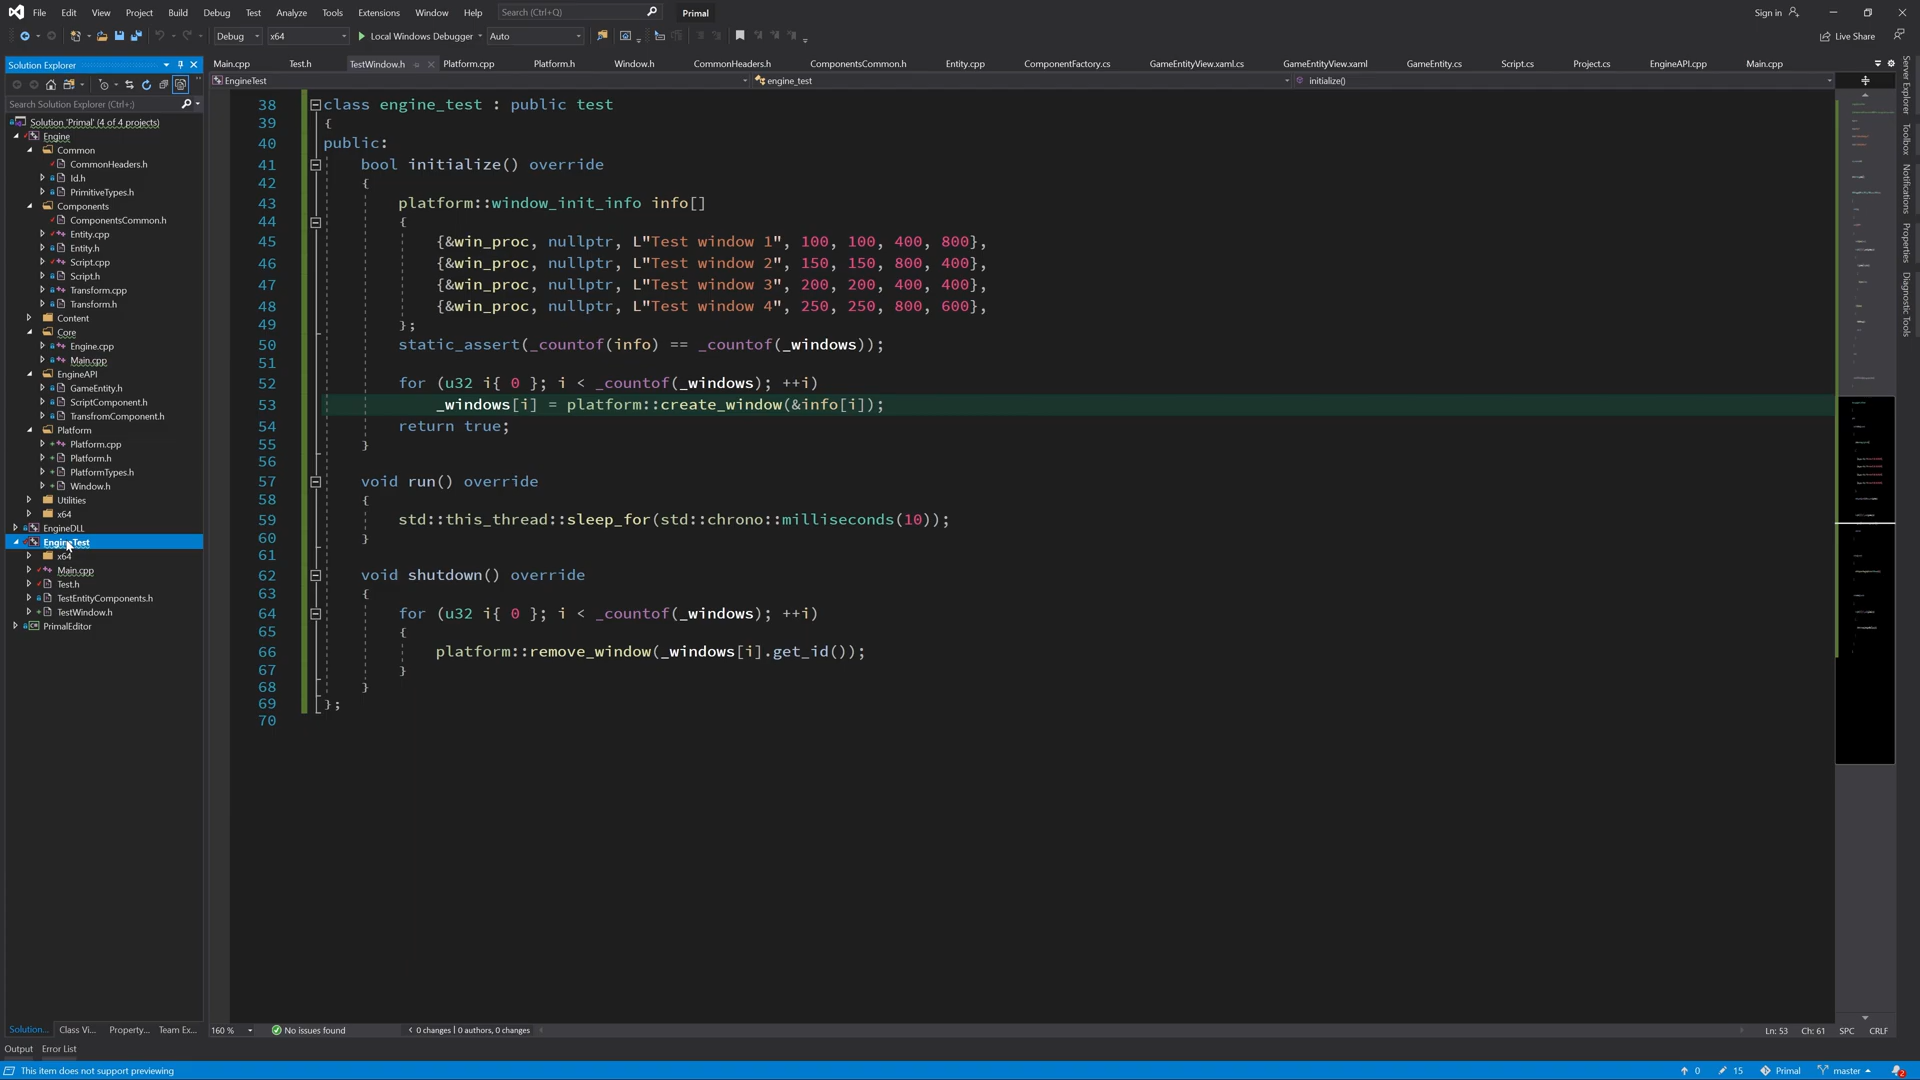 File Edit View Project Build Debug Test Analyze Tools Extensions Window Help Search (Ctrl+Q) Primal Sign in
Debug x64 Local Windows Debugger Auto Live Share
Solution Explorer
Main.cpp Test.h TestWindow.h Platform.cpp Platform.h Window.h CommonHeaders.h ComponentsCommon.h Entity.cpp ComponentFactory.cs GameEntityView.xaml.cs GameEntityView.xaml GameEntity.cs Script.cs Project.cs EngineAPI.cpp Main.cpp
EngineTest engine_test initialize()
Search Solution Explorer (Ctrl+;)
Solution 'Primal' (4 of 4 projects)
Engine
Common
CommonHeaders.h
Id.h
PrimitiveTypes.h
Components
ComponentsCommon.h
Entity.cpp
Entity.h
Script.cpp
Script.h
Transform.cpp
Transform.h
Content
Core
Engine.cpp
Main.cpp
EngineAPI
GameEntity.h
ScriptComponent.h
TransfromComponent.h
Platform
Platform.cpp
Platform.h
PlatformTypes.h
Window.h
Utilities
x64
EngineDLL
EngineTest
x64
Main.cpp
Test.h
TestEntityComponents.h
TestWindow.h
PrimalEditor
38 class engine_test : public test
39 {
40 public:
41 bool initialize() override
42 {
43 platform::window_init_info info[]
44 {
45 {&win_proc, nullptr, L"Test window 1", 100, 100, 400, 800},
46 {&win_proc, nullptr, L"Test window 2", 150, 150, 800, 400},
47 {&win_proc, nullptr, L"Test window 3", 200, 200, 400, 400},
48 {&win_proc, nullptr, L"Test window 4", 250, 250, 800, 600},
49 };
50 static_assert(_countof(info) == _countof(_windows));
51
52 for (u32 i{ 0 }; i < _countof(_windows); ++i)
53 _windows[i] = platform::create_window(&info[i]);
54 return true;
55 }
56
57 void run() override
58 {
59 std::this_thread::sleep_for(std::chrono::milliseconds(10));
60 }
61
62 void shutdown() override
63 {
64 for (u32 i{ 0 }; i < _countof(_windows); ++i)
65 {
66 platform::remove_window(_windows[i].get_id());
67 }
68 }
69 };
70
Server Explorer
Toolbox
Notifications
Properties
Diagnostic Tools
Solution... Class Vi... Property... Team Ex...
160 % No issues found < 0 changes | 0 authors, 0 changes Ln: 53 Ch: 61 SPC CRLF
Output Error List
This item does not support previewing 0 15 Primal master 2